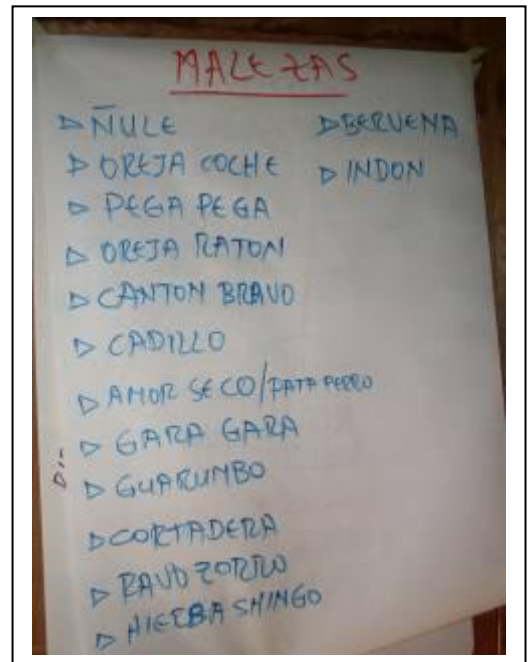 MALEZAS
▷ ÑULE
▷ OREJA COCHE
▷ PEGA PEGA
▷ OREJA RATON
▷ CANTON BRAVO
▷ CADILLO
▷ AMOR SECO/PATA PERRO
▷ GARA GARA
▷ GUARUMBO
▷ CORTADERA
▷ RAVO ZORRO
▷ HIERBA SHINGO
▷ BERVENA
▷ INDON